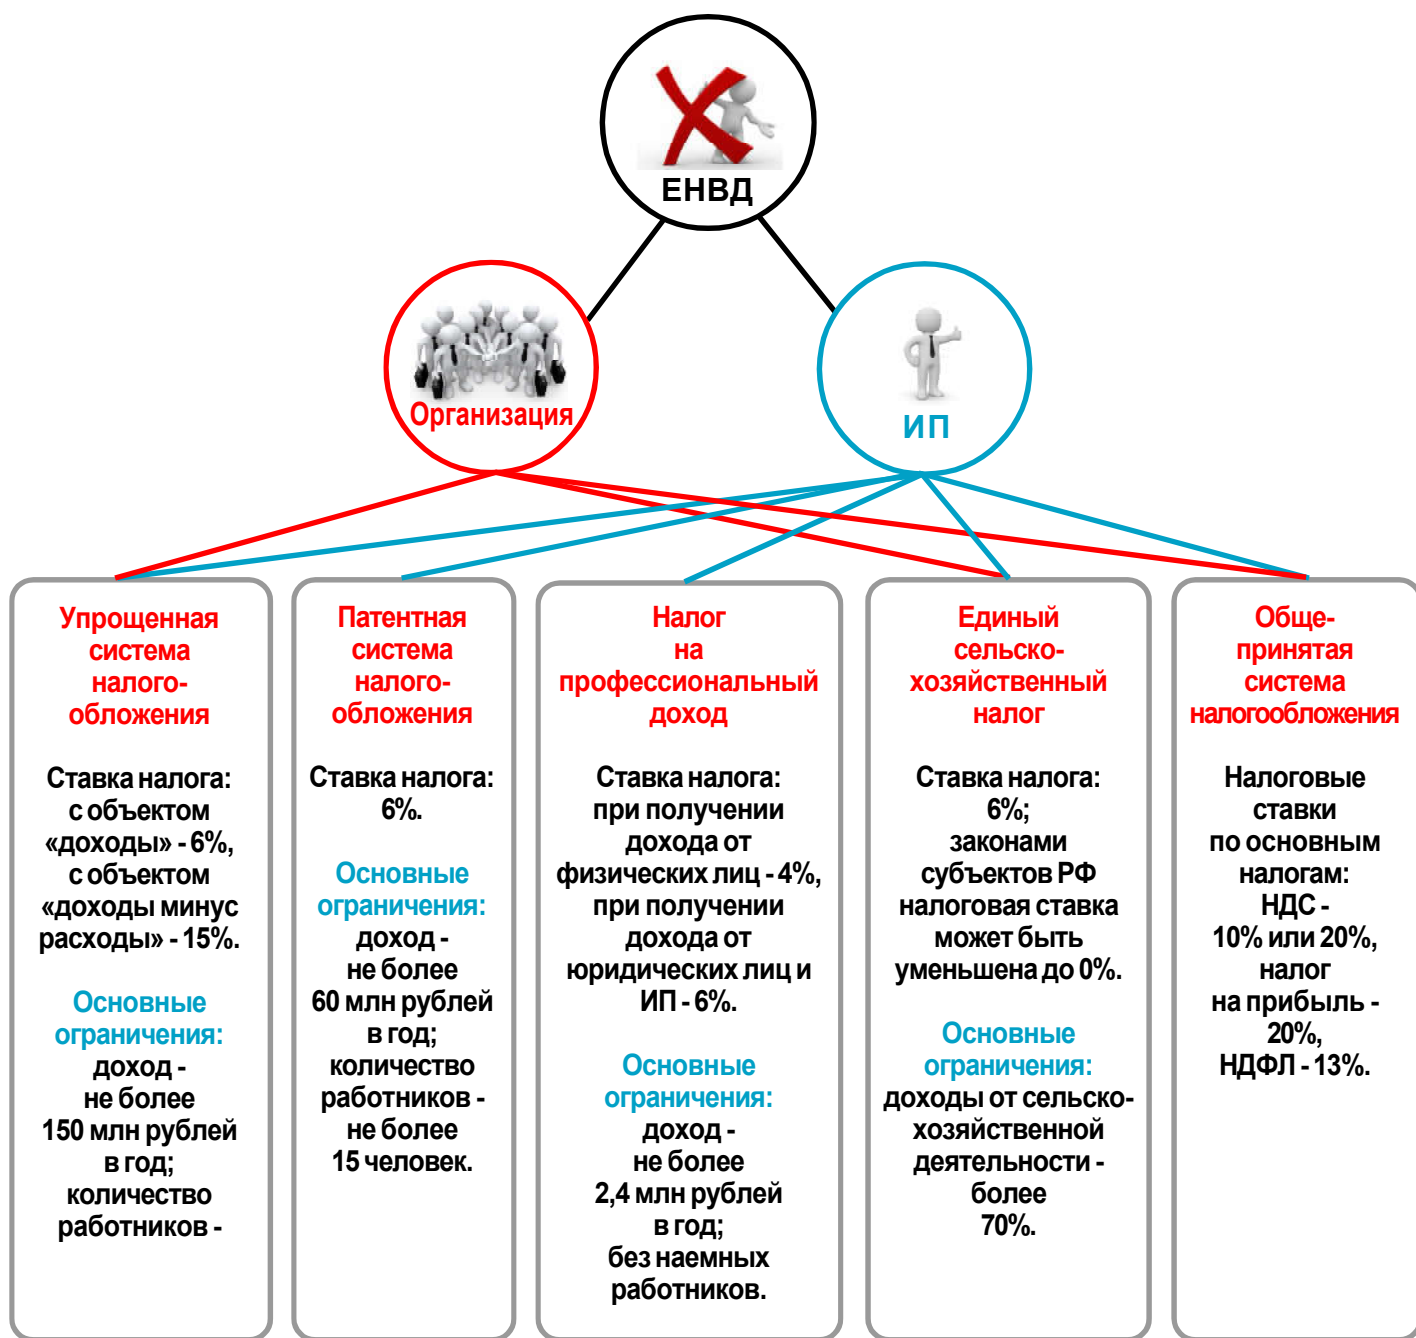 ЕНВД
Организация
ИП
Упрощенная
система
налого-
обложения
Ставка налога:
с объектом
«доходы» - 6%,
с объектом
«доходы минус
расходы» - 15%.
Основные
ограничения:
доход -
не более
150 млн рублей
в год;
количество
работников -
Патентная
система
налого-
обложения
Ставка налога:
6%.
Основные
ограничения:
доход -
не более
60 млн рублей
в год;
количество
работников -
не более
15 человек.
Налог
на
профессиональный
доход
Ставка налога:
при получении
дохода от
физических лиц - 4%,
при получении
дохода от
юридических лиц и
ИП - 6%.
Основные
ограничения:
доход -
не более
2,4 млн рублей
в год;
без наемных
работников.
Единый
сельско-
хозяйственный
налог
Ставка налога:
6%;
законами
субъектов РФ
налоговая ставка
может быть
уменьшена до 0%.
Основные
ограничения:
доходы от сельско-
хозяйственной
деятельности -
более
70%.
Обще-
принятая
система
налогообложения
Налоговые
ставки
по основным
налогам:
НДС -
10% или 20%,
налог
на прибыль -
20%,
НДФЛ - 13%.